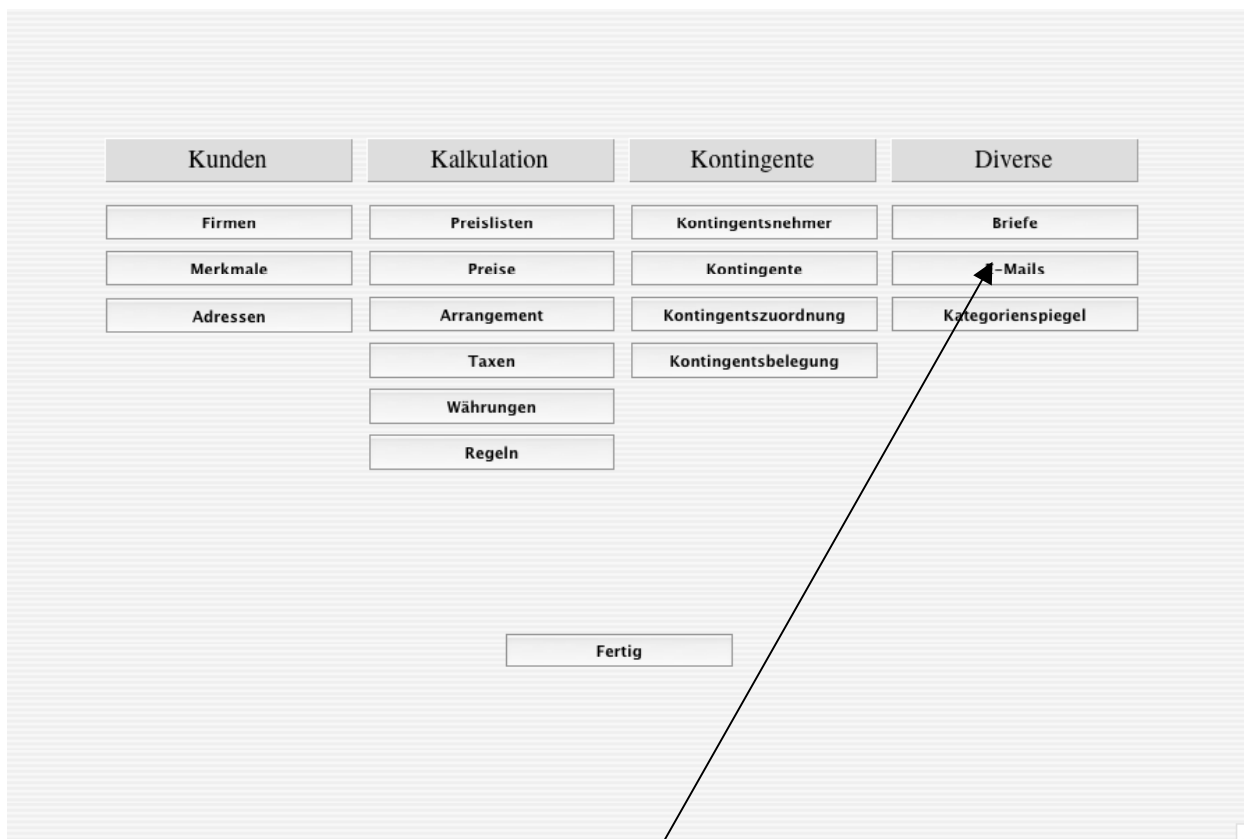 Kunden
Kalkulation
Kontingente
Diverse
Firmen
Preislisten
Kontingentsnehmer
Briefe
Merkmale
Preise
Kontingente
-Mails
Adressen
Arrangement
Kontingentszuordnung
Kategorienspiegel
Taxen
Kontingentsbelegung
Währungen
Regeln
Fertig